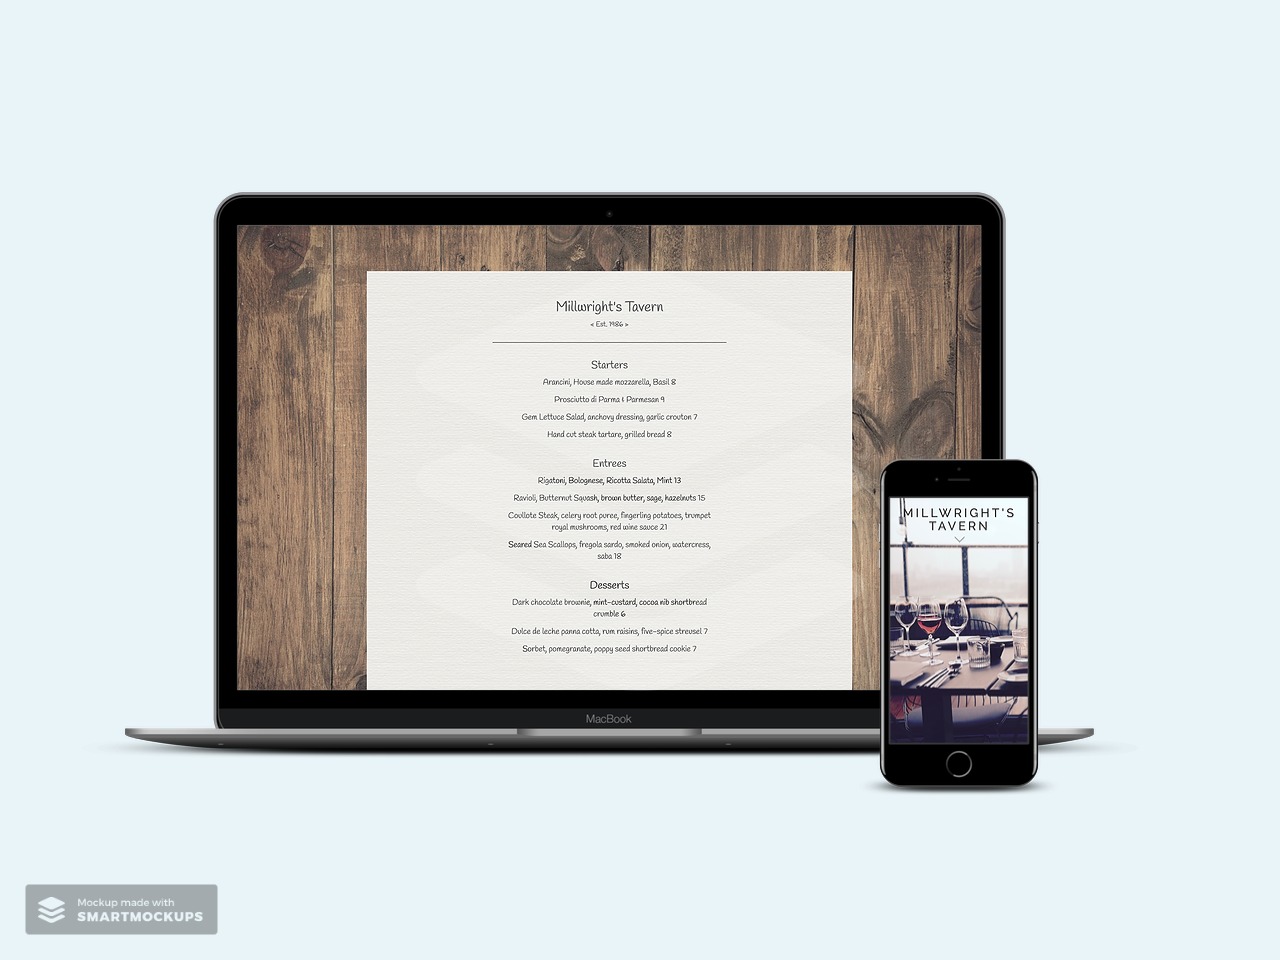 Millwright's Tavern
< Est. 1986 >
Starters
Arancini, House made mozzarella, Basil 8
Prosciutto di Parma & Parmesan 9
Gem Lettuce Salad, anchovy dressing, garlic crouton 7
Hand cut steak tartare, grilled bread 8
Entrees
Rigatoni, Bolognese, Ricotta Salata, Mint 13
Ravioli, Butternut Squash, brown butter, sage, hazelnuts 15
Coullote Steak, celery root puree, fingerling potatoes, trumpet
royal mushrooms, red wine sauce 21
Seared Sea Scallops, fregola sardo, smoked onion, watercress,
saba 18
Desserts
Dark chocolate brownie, mint-custard, cocoa nib shortbread
crumble 6
Dulce de leche panna cotta, rum raisins, five-spice streusel 7
Sorbet, pomegranate, poppy seed shortbread cookie 7
MacBook
MILLWRIGHT'S
TAVERN
Mockup made with
SMARTMOCKUPS